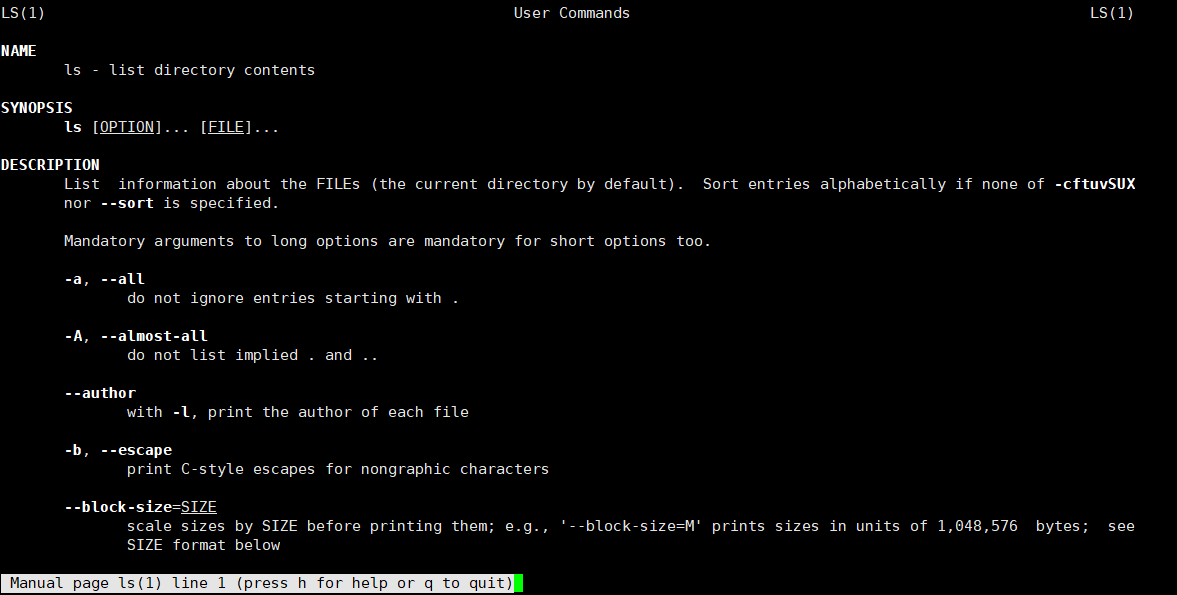 LS(1) User Commands LS(1)
NAME
ls - list directory contents
SYNOPSIS
ls [OPTION]... [FILE]...
DESCRIPTION
List  information about the FILEs (the current directory by default).  Sort entries alphabetically if none of -cftuvSUX
nor --sort is specified.
Mandatory arguments to long options are mandatory for short options too.
-a, --all
do not ignore entries starting with .
-A, --almost-all
do not list implied . and ..
--author
with -l, print the author of each file
-b, --escape
print C-style escapes for nongraphic characters
--block-size=SIZE
scale sizes by SIZE before printing them; e.g., '--block-size=M' prints sizes in units of 1,048,576  bytes;  see
SIZE format below
Manual page ls(1) line 1 (press h for help or q to quit)